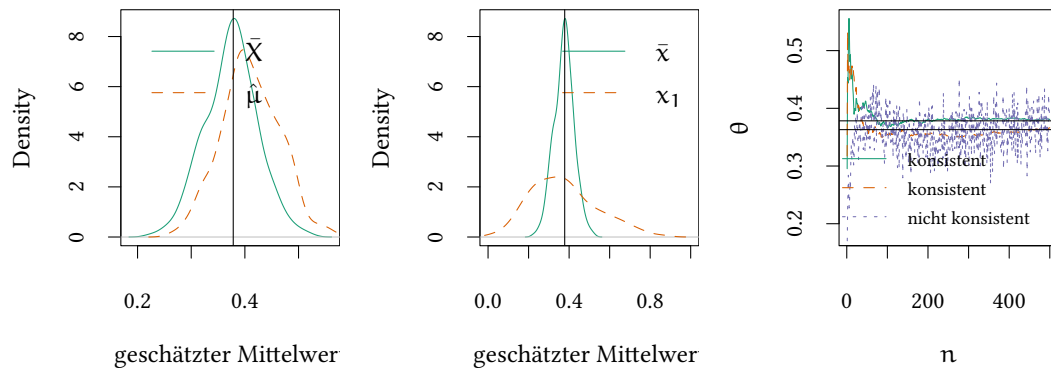 Density
0 2 4 6 8
0.2 0.4
geschätzter Mittelwer
X̄
μ̂
Density
0 2 4 6 8
0.0 0.4 0.8
geschätzter Mittelwer
x̄
x₁
θ
0.2 0.3 0.4 0.5
0 200 400
n
konsistent
konsistent
nicht konsistent